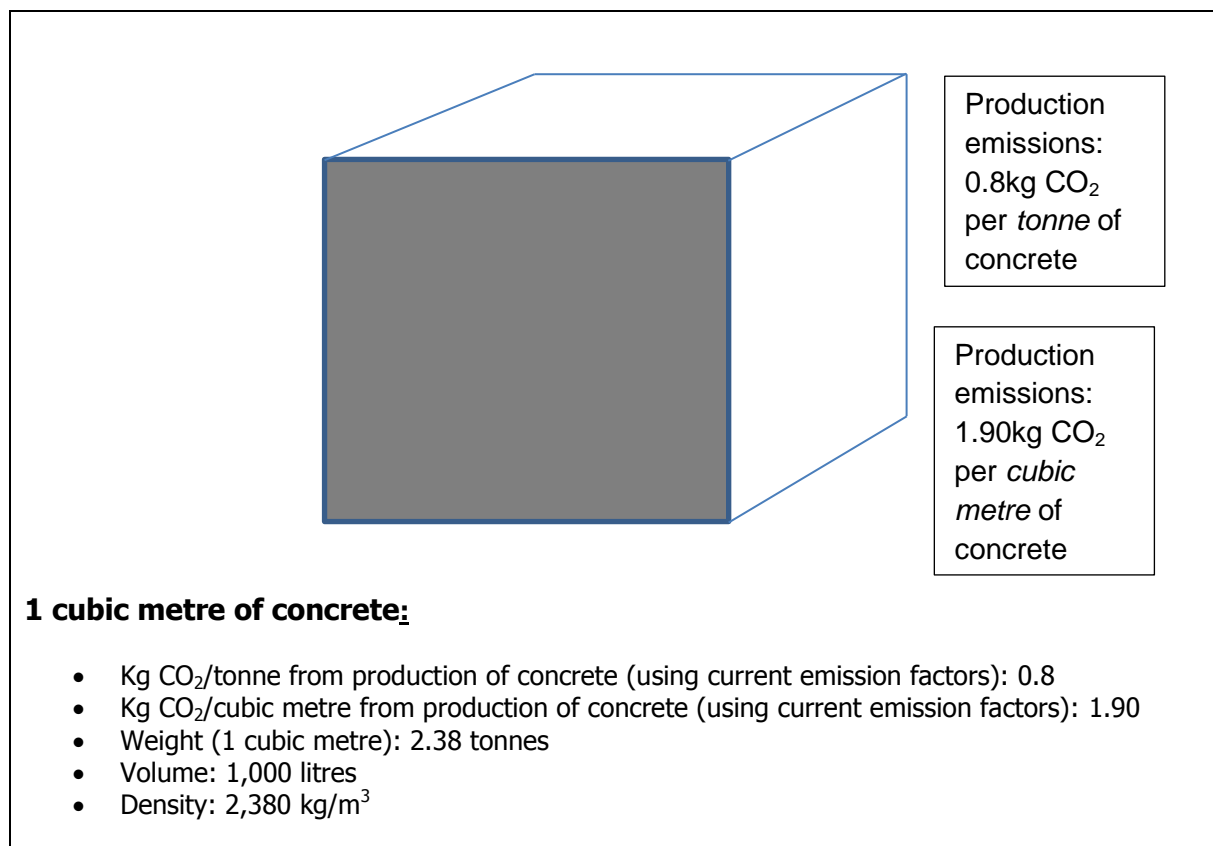 Production
emissions:
0.8kg CO₂
per tonne of
concrete
Production
emissions:
1.90kg CO₂
per cubic
metre of
concrete
1 cubic metre of concrete:
• Kg CO₂/tonne from production of concrete (using current emission factors): 0.8
• Kg CO₂/cubic metre from production of concrete (using current emission factors): 1.90
• Weight (1 cubic metre): 2.38 tonnes
• Volume: 1,000 litres
• Density: 2,380 kg/m³